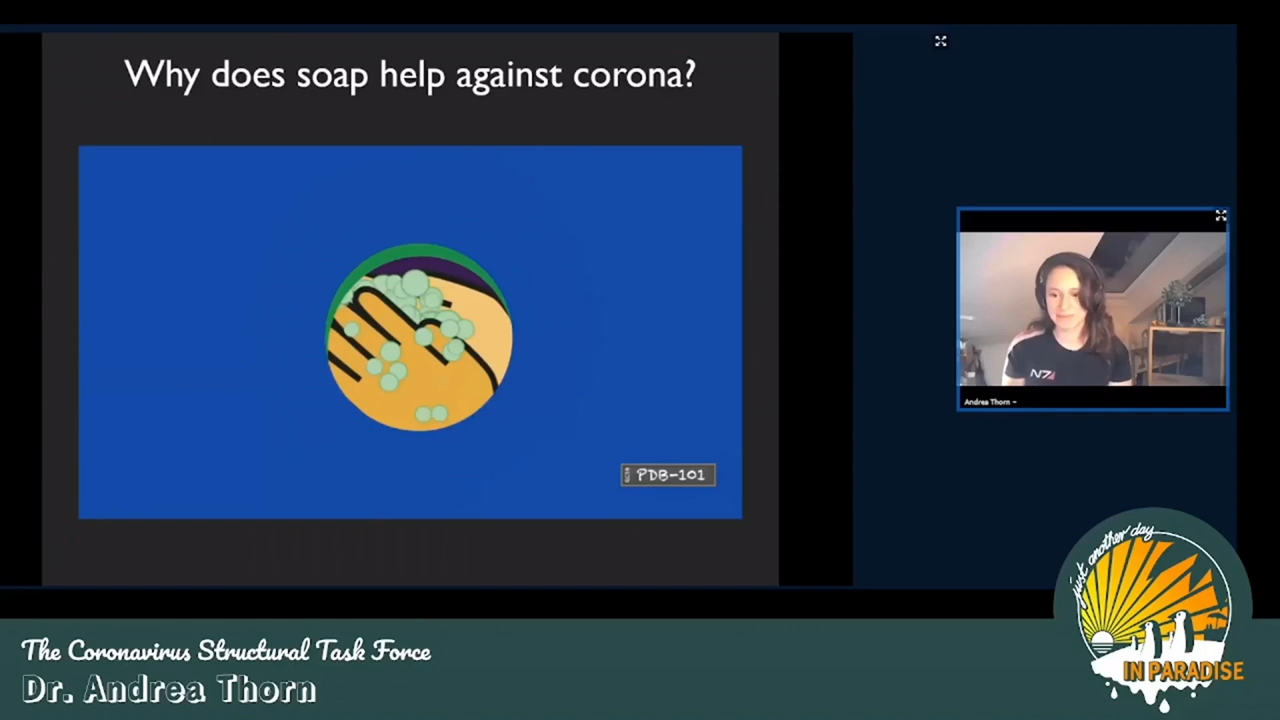 Why does soap help against corona?
PDB-101
N7
Andrea Thorn ~
just another day
IN PARADISE
The Coronavirus Structural Task Force
Dr. Andrea Thorn